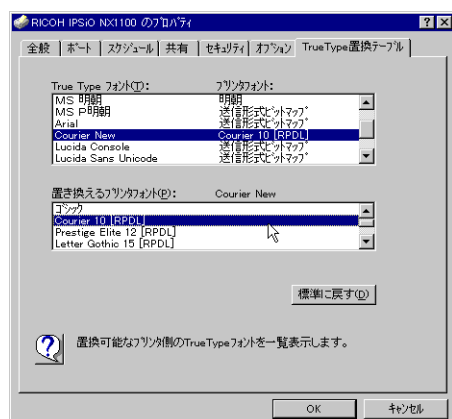 RICOH IPSiO NX1100 のプロパティ
全般 ポート スケジュール 共有 セキュリティ オプション TrueType置換テーブル
True Type フォント(T): プリンタフォント:
MS 明朝 明朝
MS P明朝 送信形式ビットマップ
Arial 送信形式ビットマップ
Courier New Courier 10 [RPDL]
Lucida Console 送信形式ビットマップ
Lucida Sans Unicode 送信形式ビットマップ
置き換えるプリンタフォント(P): Courier New
ゴシック
Courier 10 [RPDL]
Prestige Elite 12 [RPDL]
Letter Gothic 15 [RPDL]
標準に戻す(D)
置換可能なプリンタ側のTrueTypeフォントを一覧表示します。
OK キャンセル